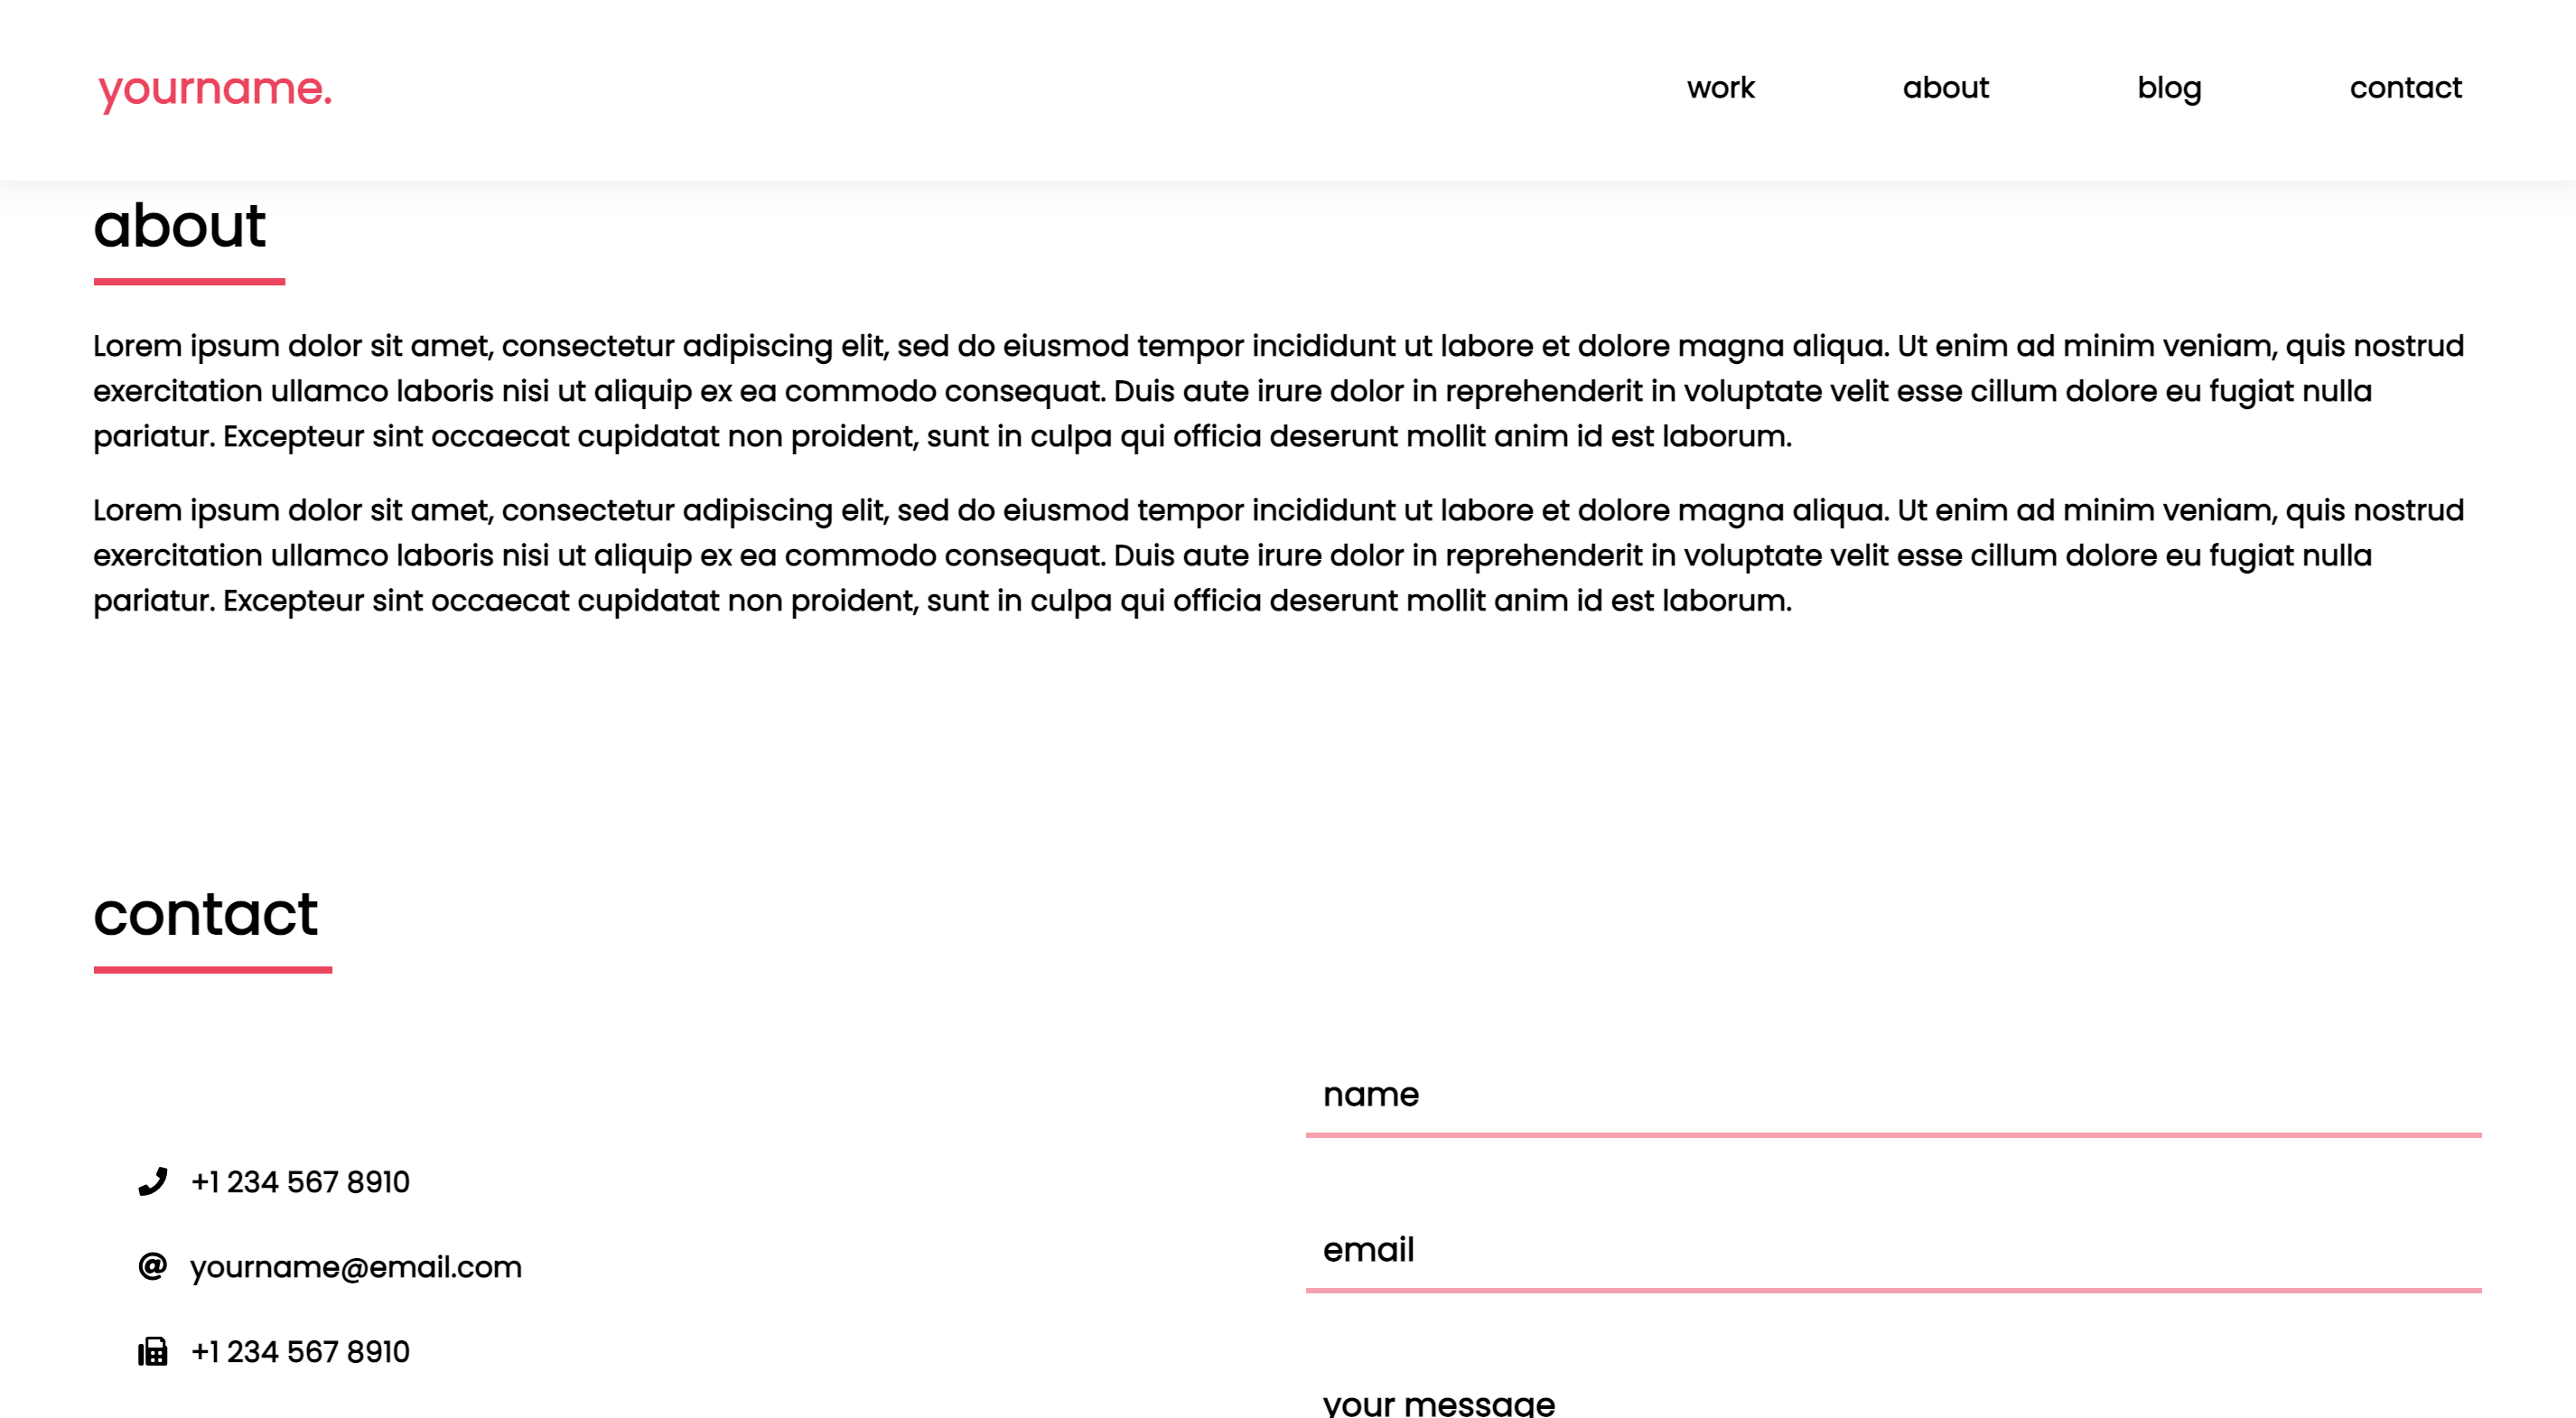 yourname.
work
about
blog
contact
about
Lorem ipsum dolor sit amet, consectetur adipiscing elit, sed do eiusmod tempor incididunt ut labore et dolore magna aliqua. Ut enim ad minim veniam, quis nostrud
exercitation ullamco laboris nisi ut aliquip ex ea commodo consequat. Duis aute irure dolor in reprehenderit in voluptate velit esse cillum dolore eu fugiat nulla
pariatur. Excepteur sint occaecat cupidatat non proident, sunt in culpa qui officia deserunt mollit anim id est laborum.
Lorem ipsum dolor sit amet, consectetur adipiscing elit, sed do eiusmod tempor incididunt ut labore et dolore magna aliqua. Ut enim ad minim veniam, quis nostrud
exercitation ullamco laboris nisi ut aliquip ex ea commodo consequat. Duis aute irure dolor in reprehenderit in voluptate velit esse cillum dolore eu fugiat nulla
pariatur. Excepteur sint occaecat cupidatat non proident, sunt in culpa qui officia deserunt mollit anim id est laborum.
contact
+1 234 567 8910
yourname@email.com
+1 234 567 8910
name
email
your message